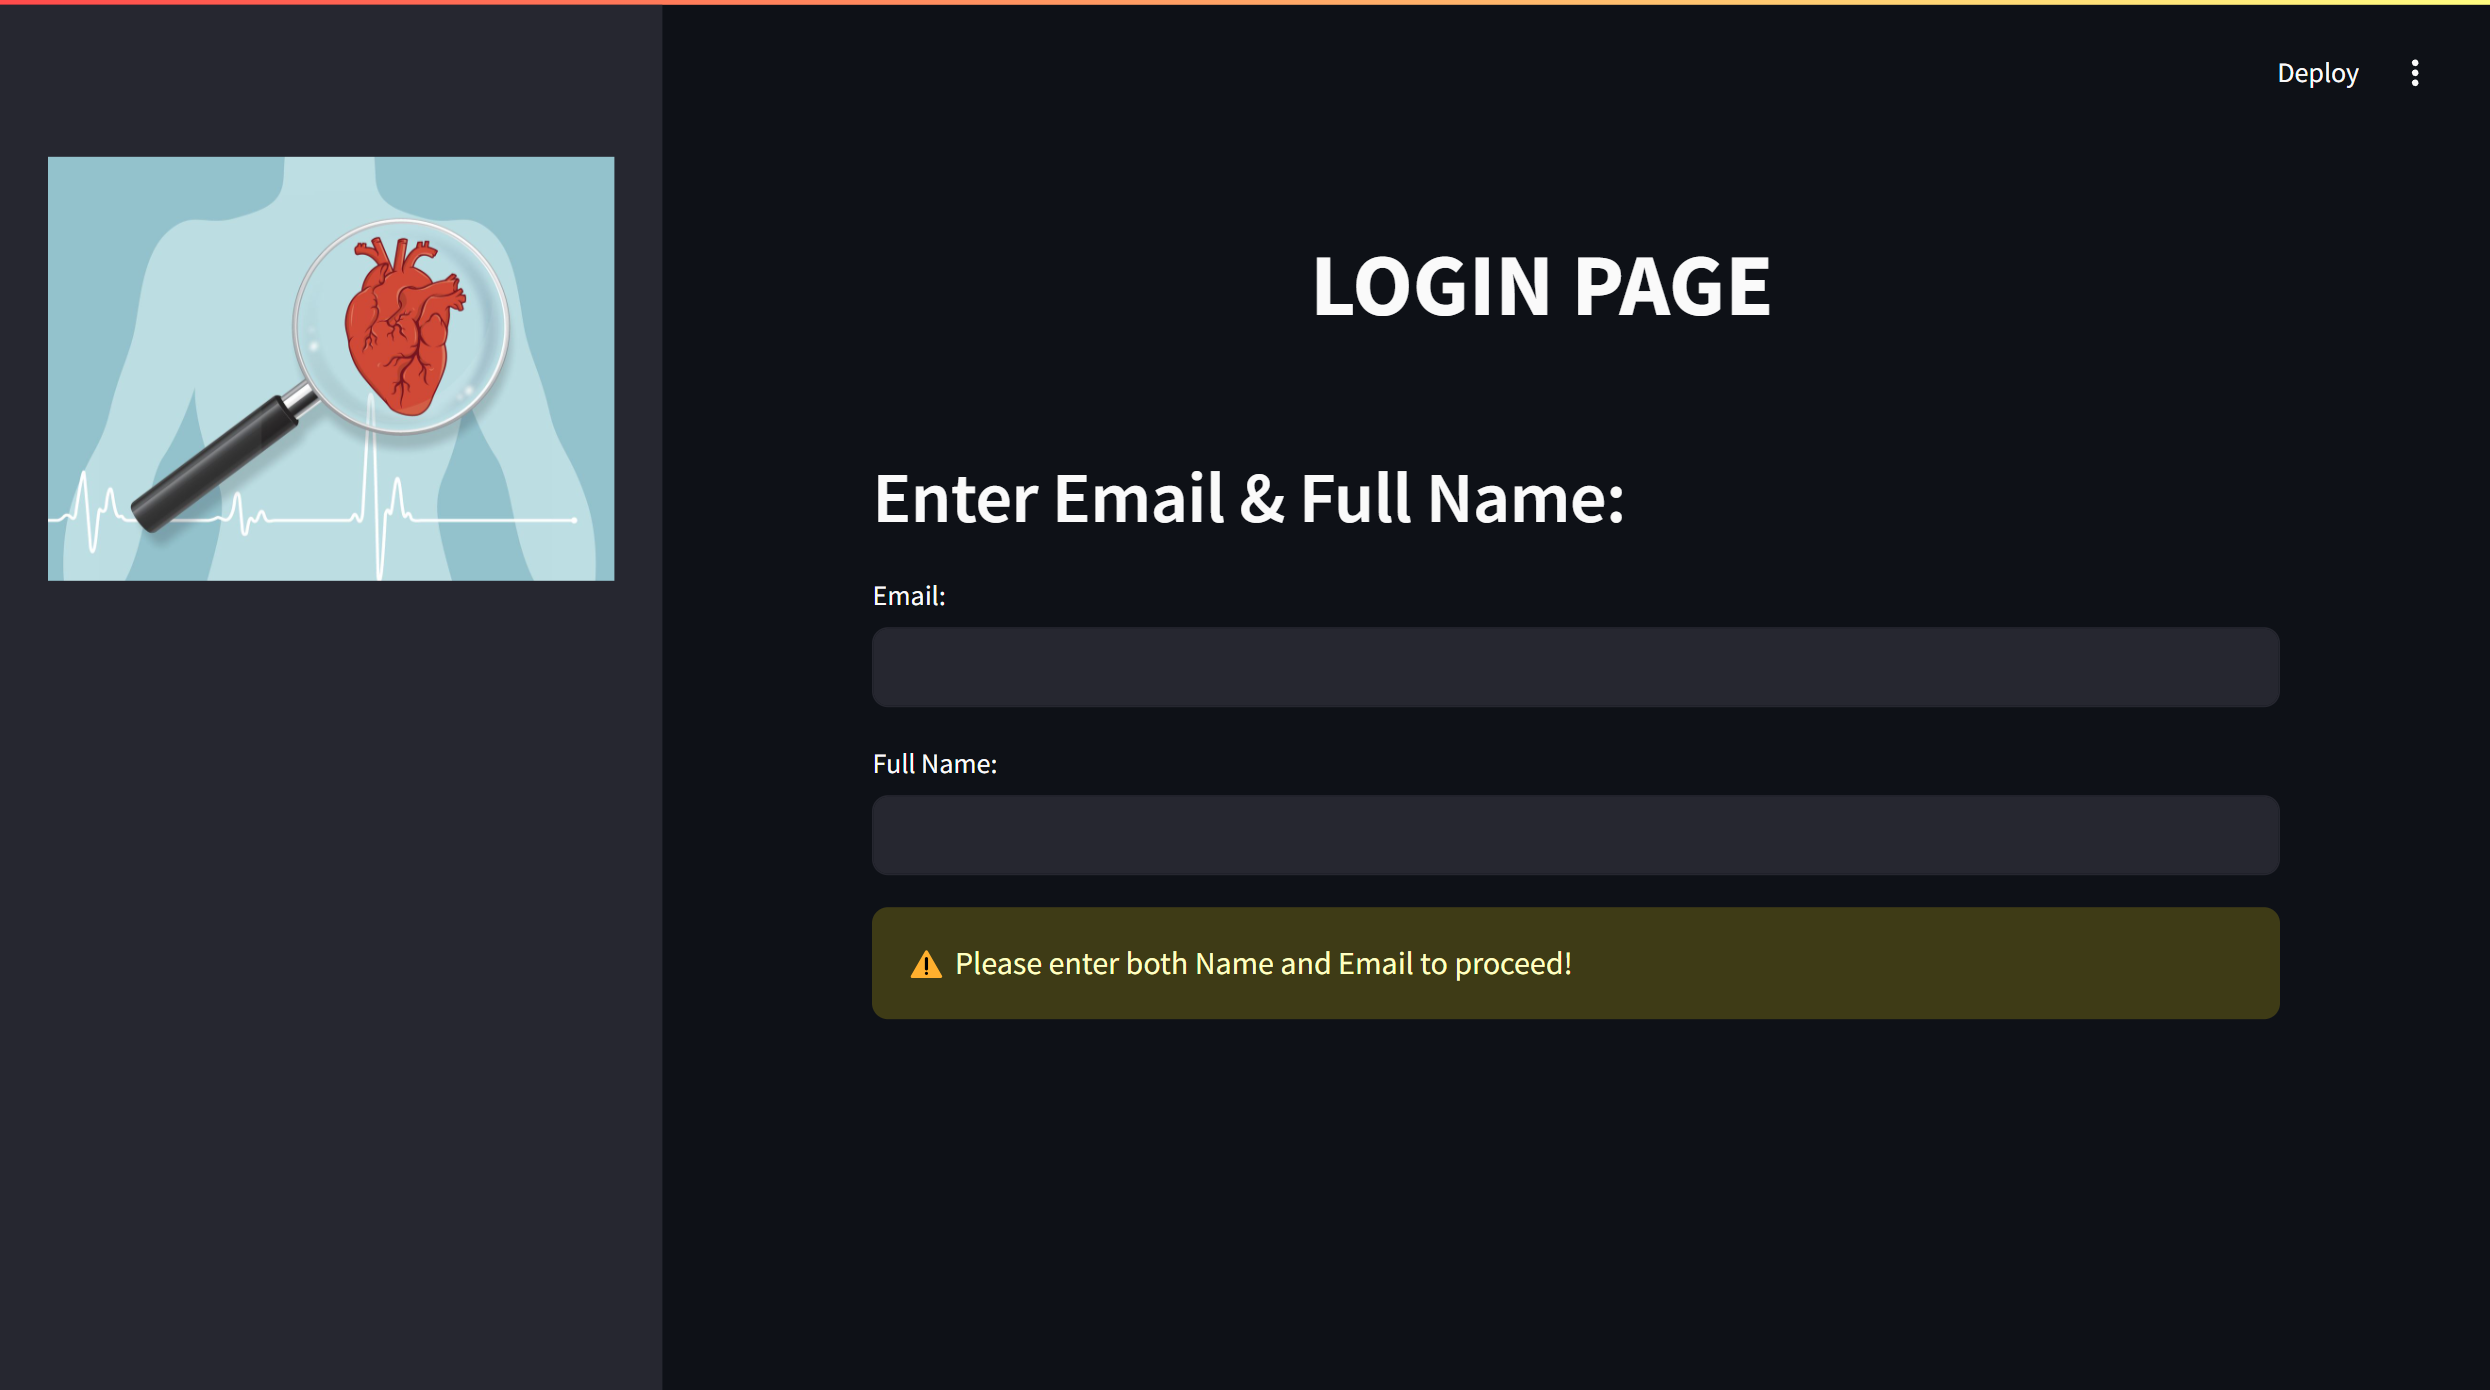 Deploy
LOGIN PAGE
Enter Email & Full Name:
Email:
Full Name:
Please enter both Name and Email to proceed!